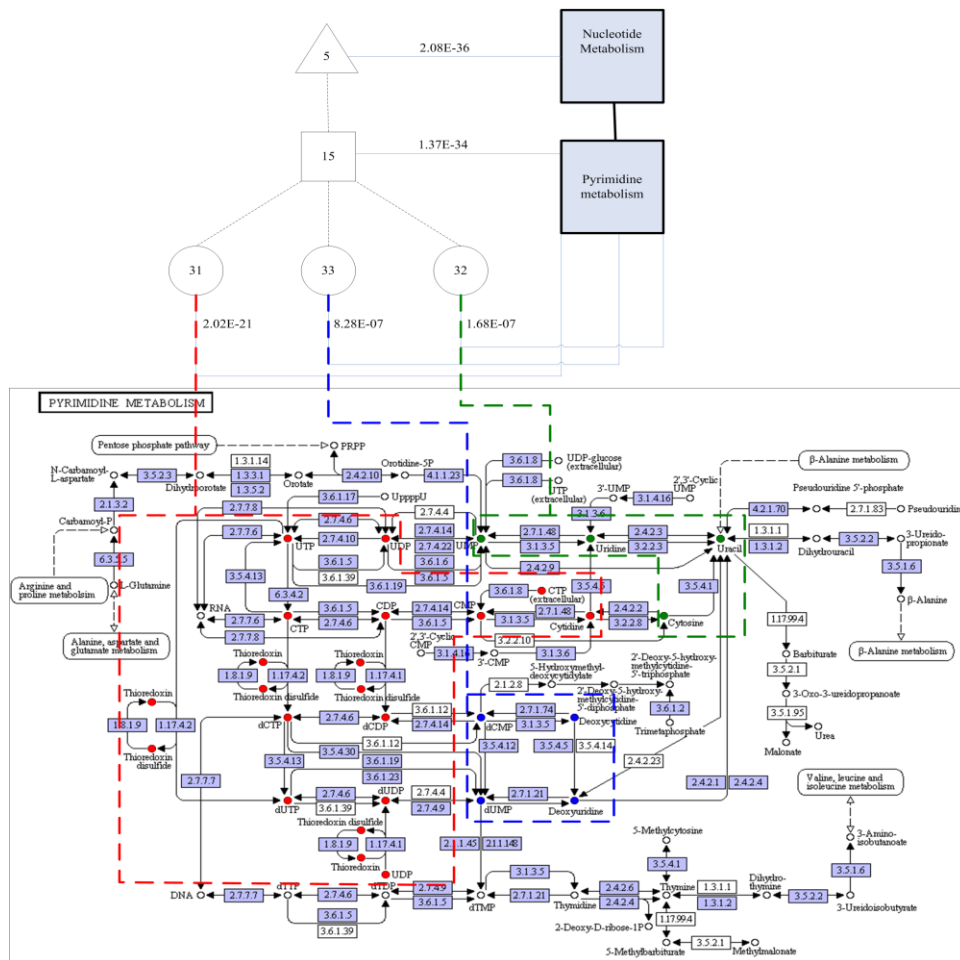 Nucleotide
Metabolism
5
2.08E-36
15
1.37E-34
Pyrimidine
metabolism
31
33
32
2.02E-21
8.28E-07
1.68E-07
PYRIMIDINE METABOLISM
Pentose phosphate pathway
PRPP
UDP-glucose
(extracellular)
β-Alanine metabolism
N-Carbamoyl-
L-aspartate
3.5.2.3
Dihydroorotate
1.3.1.14
1.3.3.1
1.3.5.2
Orotate
2.4.2.10
Orotidine-5P
4.1.1.23
3.6.1.8
3.6.1.8
UTP
(extracellular)
3'-UMP
2',3'-Cyclic
UMP
3.1.4.16
3.1.3.6
Pseudouridine 5'-phosphate
4.2.1.70
2.7.1.83
Pseudouridin
2.1.3.2
Carbamoyl-P
3.6.1.17
UppppU
2.7.7.8
2.7.7.6
2.7.4.6
2.7.4.10
UTP
UDP
2.7.4.4
2.7.4.14
2.7.4.22
UMP
2.7.1.48
3.1.3.5
Uridine
2.4.2.3
3.2.2.3
Uracil
1.3.1.1
1.3.1.2
Dihydrouracil
3.5.2.2
3-Ureido-
propionate
6.3.5.5
3.6.1.5
3.6.1.39
3.6.1.6
3.6.1.5
2.4.2.9
3.5.1.6
Arginine and
proline metabolsim
L-Glutamine
3.5.4.13
6.3.4.2
3.6.1.19
3.6.1.8
CTP
(extracellular)
3.5.4.5
3.5.4.1
β-Alanine
RNA
2.7.7.6
2.7.7.8
CTP
3.6.1.5
2.7.4.6
CDP
2.7.4.14
3.6.1.5
CMP
3.1.3.5
2.7.1.48
Cytidine
2.4.2.2
3.2.2.8
Cytosine
1.17.99.4
Alanine, aspartate and
glutamate metabolism
2',3'-Cyclic
CMP
3.1.4.16
3'-CMP
3.2.2.10
3.1.3.6
Barbiturate
β-Alanine metabolism
Thioredoxin
1.8.1.9
1.17.4.2
Thioredoxin disulfide
Thioredoxin
1.8.1.9
1.17.4.1
Thioredoxin disulfide
5-Hydroxymethyl-
deoxycytidylate
2.1.2.8
2'-Deoxy-5-hydroxy-
methylcytidine-
5'-triphosphate
2'-Deoxy-5-hydroxy-
methylcytidine-
5'-diphosphate
3.6.1.2
Trimetaphosphate
3.5.2.1
3-Oxo-3-ureidopropanoate
3.5.1.95
Urea
Malonate
Thioredoxin
1.8.1.9
1.17.4.2
Thioredoxin
disulfide
dCTP
2.7.4.6
dCDP
3.6.1.12
2.7.4.14
dCMP
2.7.1.74
3.1.3.5
Deoxycytidine
3.5.4.13
3.5.4.30
3.6.1.12
3.6.1.19
3.6.1.23
3.5.4.12
3.5.4.5
3.5.4.14
2.4.2.23
2.7.7.7
2.4.2.1
2.4.2.4
Valine, leucine and
isoleucine metabolism
dUTP
2.7.4.6
3.6.1.39
dUDP
2.7.4.4
2.7.4.9
dUMP
2.7.1.21
Deoxyuridine
Thioredoxin disulfide
1.8.1.9
1.17.4.1
Thioredoxin
UDP
2.1.1.45
2.1.1.148
5-Methylcytosine
3.5.4.1
3-Amino-
isobutanoate
3.5.1.6
DNA
2.7.7.7
dTTP
2.7.4.6
3.6.1.5
3.6.1.39
dTDP
2.7.4.9
3.6.1.5
dTMP
3.1.3.5
2.7.1.21
Thymidine
2.4.2.6
2.4.2.4
Thymine
1.3.1.1
1.3.1.2
Dihydro-
thymine
3.5.2.2
3-Ureidoisobutyrate
2-Deoxy-D-ribose-1P
1.17.99.4
5-Methylbarbiturate
3.5.2.1
Methylmalonate